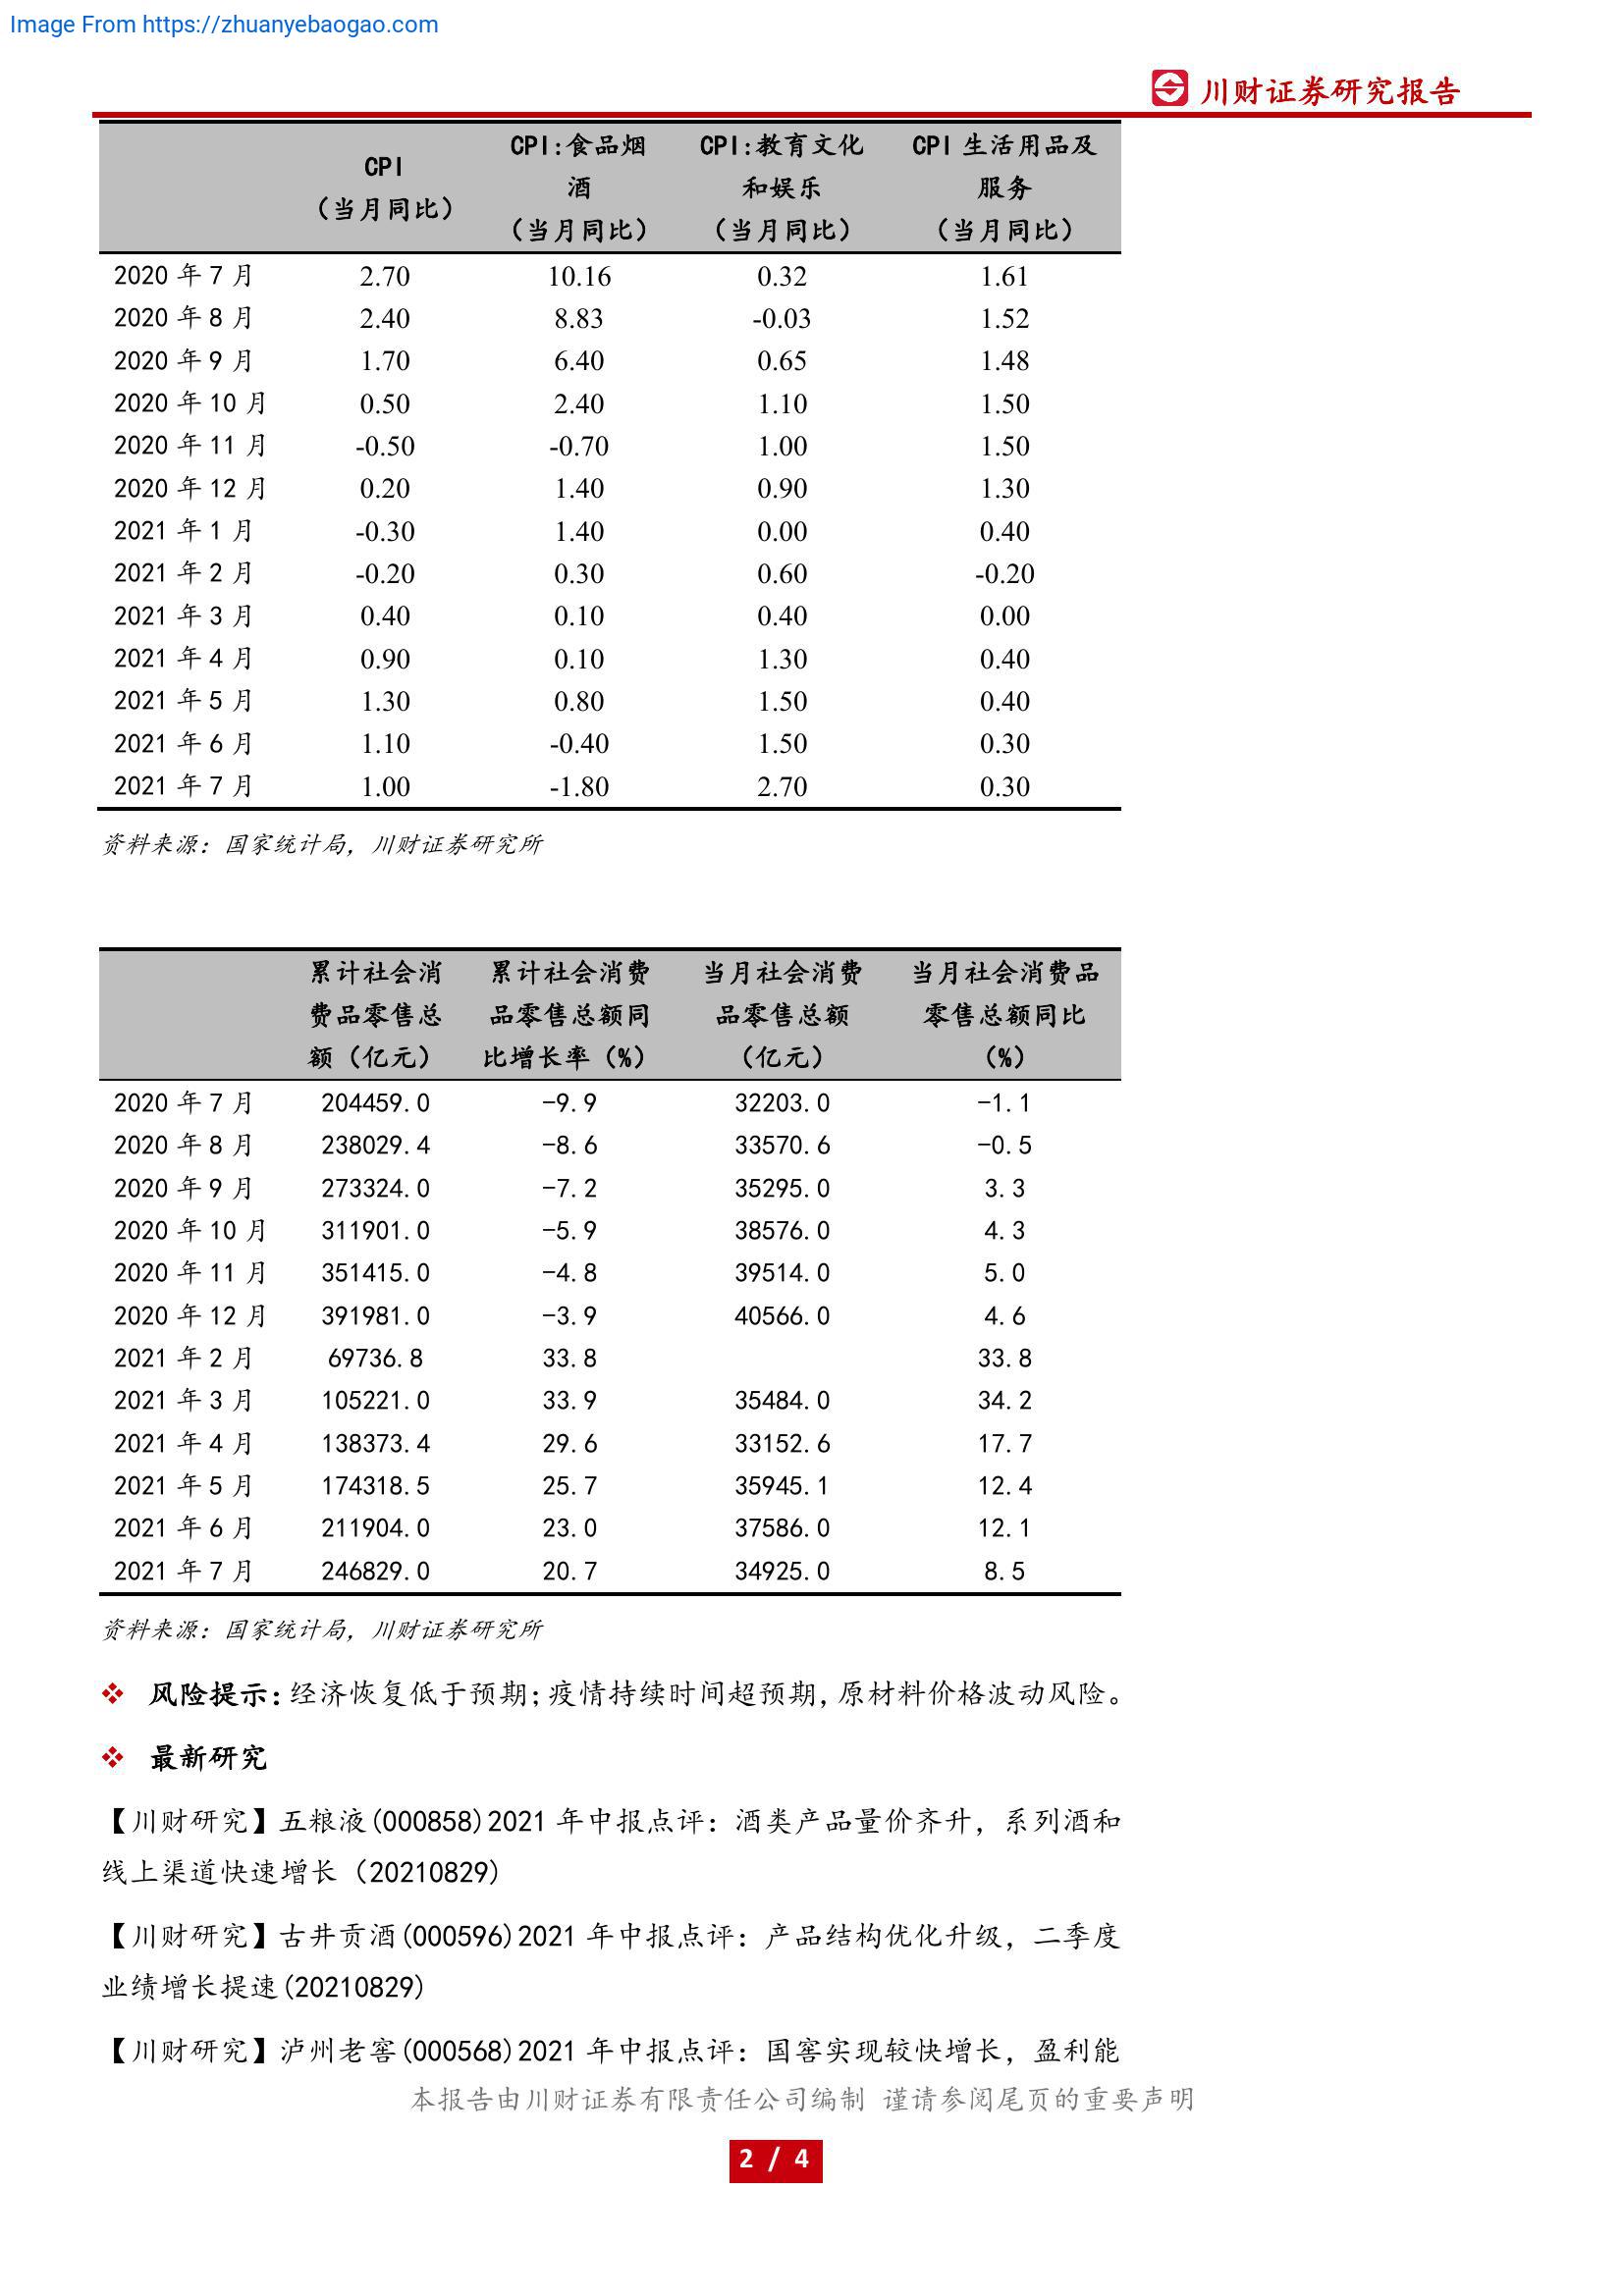 Image From https://zhuanyebaogao.com
川财证券研究报告
CPI
（当月同比）
CPI:食品烟
酒
（当月同比）
CPI:教育文化
和娱乐
（当月同比）
CPI 生活用品及
服务
（当月同比）
2020 年 7 月 2.70 10.16 0.32 1.61
2020 年 8 月 2.40 8.83 -0.03 1.52
2020 年 9 月 1.70 6.40 0.65 1.48
2020 年 10 月 0.50 2.40 1.10 1.50
2020 年 11 月 -0.50 -0.70 1.00 1.50
2020 年 12 月 0.20 1.40 0.90 1.30
2021 年 1 月 -0.30 1.40 0.00 0.40
2021 年 2 月 -0.20 0.30 0.60 -0.20
2021 年 3 月 0.40 0.10 0.40 0.00
2021 年 4 月 0.90 0.10 1.30 0.40
2021 年 5 月 1.30 0.80 1.50 0.40
2021 年 6 月 1.10 -0.40 1.50 0.30
2021 年 7 月 1.00 -1.80 2.70 0.30
资料来源：国家统计局，川财证券研究所
累计社会消
费品零售总
额（亿元）
累计社会消费
品零售总额同
比增长率（%）
当月社会消费
品零售总额
（亿元）
当月社会消费品
零售总额同比
（%）
2020 年 7 月 204459.0 -9.9 32203.0 -1.1
2020 年 8 月 238029.4 -8.6 33570.6 -0.5
2020 年 9 月 273324.0 -7.2 35295.0 3.3
2020 年 10 月 311901.0 -5.9 38576.0 4.3
2020 年 11 月 351415.0 -4.8 39514.0 5.0
2020 年 12 月 391981.0 -3.9 40566.0 4.6
2021 年 2 月 69736.8 33.8 33.8
2021 年 3 月 105221.0 33.9 35484.0 34.2
2021 年 4 月 138373.4 29.6 33152.6 17.7
2021 年 5 月 174318.5 25.7 35945.1 12.4
2021 年 6 月 211904.0 23.0 37586.0 12.1
2021 年 7 月 246829.0 20.7 34925.0 8.5
资料来源：国家统计局，川财证券研究所
❖ 风险提示：经济恢复低于预期；疫情持续时间超预期，原材料价格波动风险。
❖ 最新研究
【川财研究】五粮液(000858)2021 年中报点评：酒类产品量价齐升，系列酒和
线上渠道快速增长（20210829）
【川财研究】古井贡酒(000596)2021 年中报点评：产品结构优化升级，二季度
业绩增长提速(20210829)
【川财研究】泸州老窖(000568)2021 年中报点评：国窖实现较快增长，盈利能
本报告由川财证券有限责任公司编制 谨请参阅尾页的重要声明
2 / 4